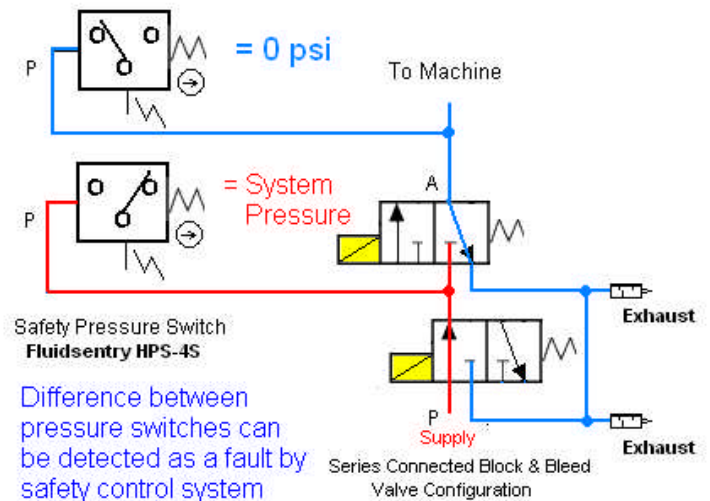 = 0 psi
P
To Machine
= System
Pressure
A
P
Exhaust
Safety Pressure Switch
Fluidsentry HPS-4S
Difference between
pressure switches can
be detected as a fault by
safety control system
P
Supply
Exhaust
Series Connected Block & Bleed
Valve Configuration